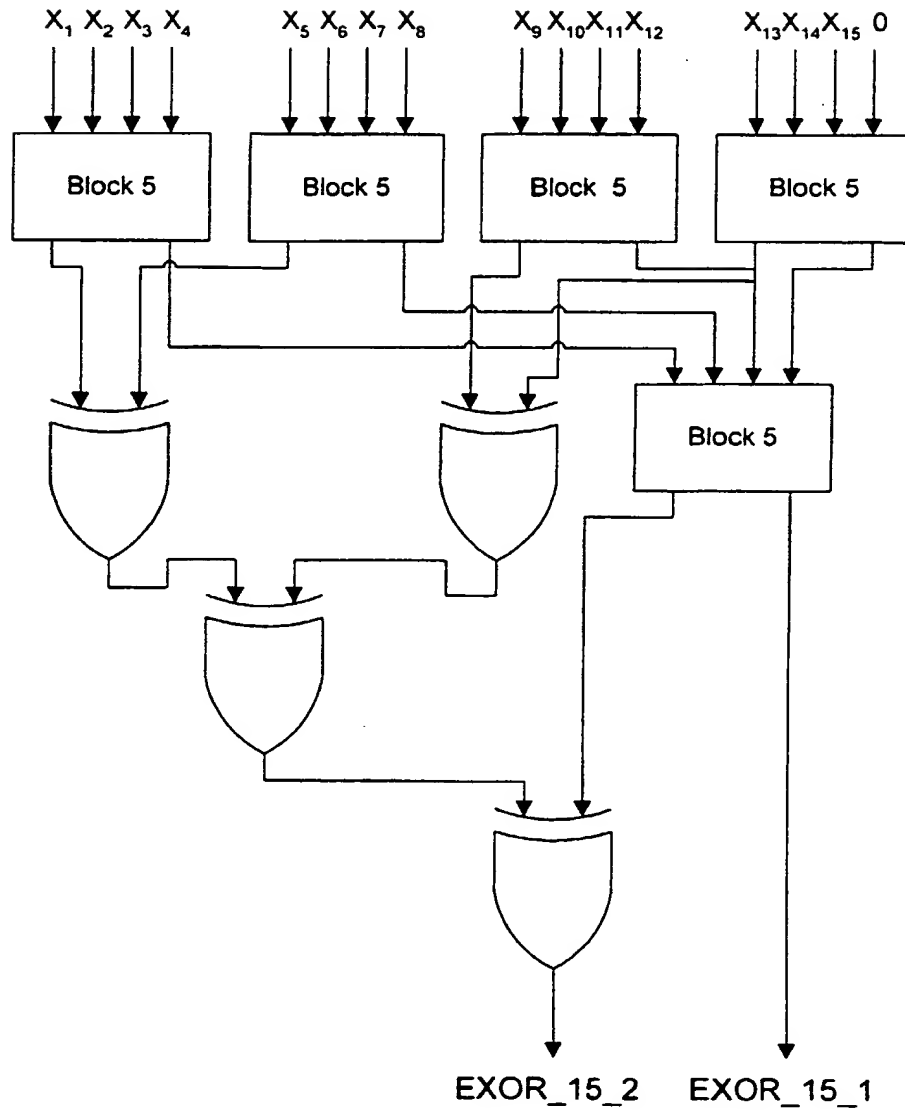 X₁ X₂ X₃ X₄ X₅ X₆ X₇ X₈ X₉ X₁₀ X₁₁ X₁₂ X₁₃ X₁₄ X₁₅ 0
Block 5 Block 5 Block 5 Block 5
Block 5
EXOR_15_2 EXOR_15_1